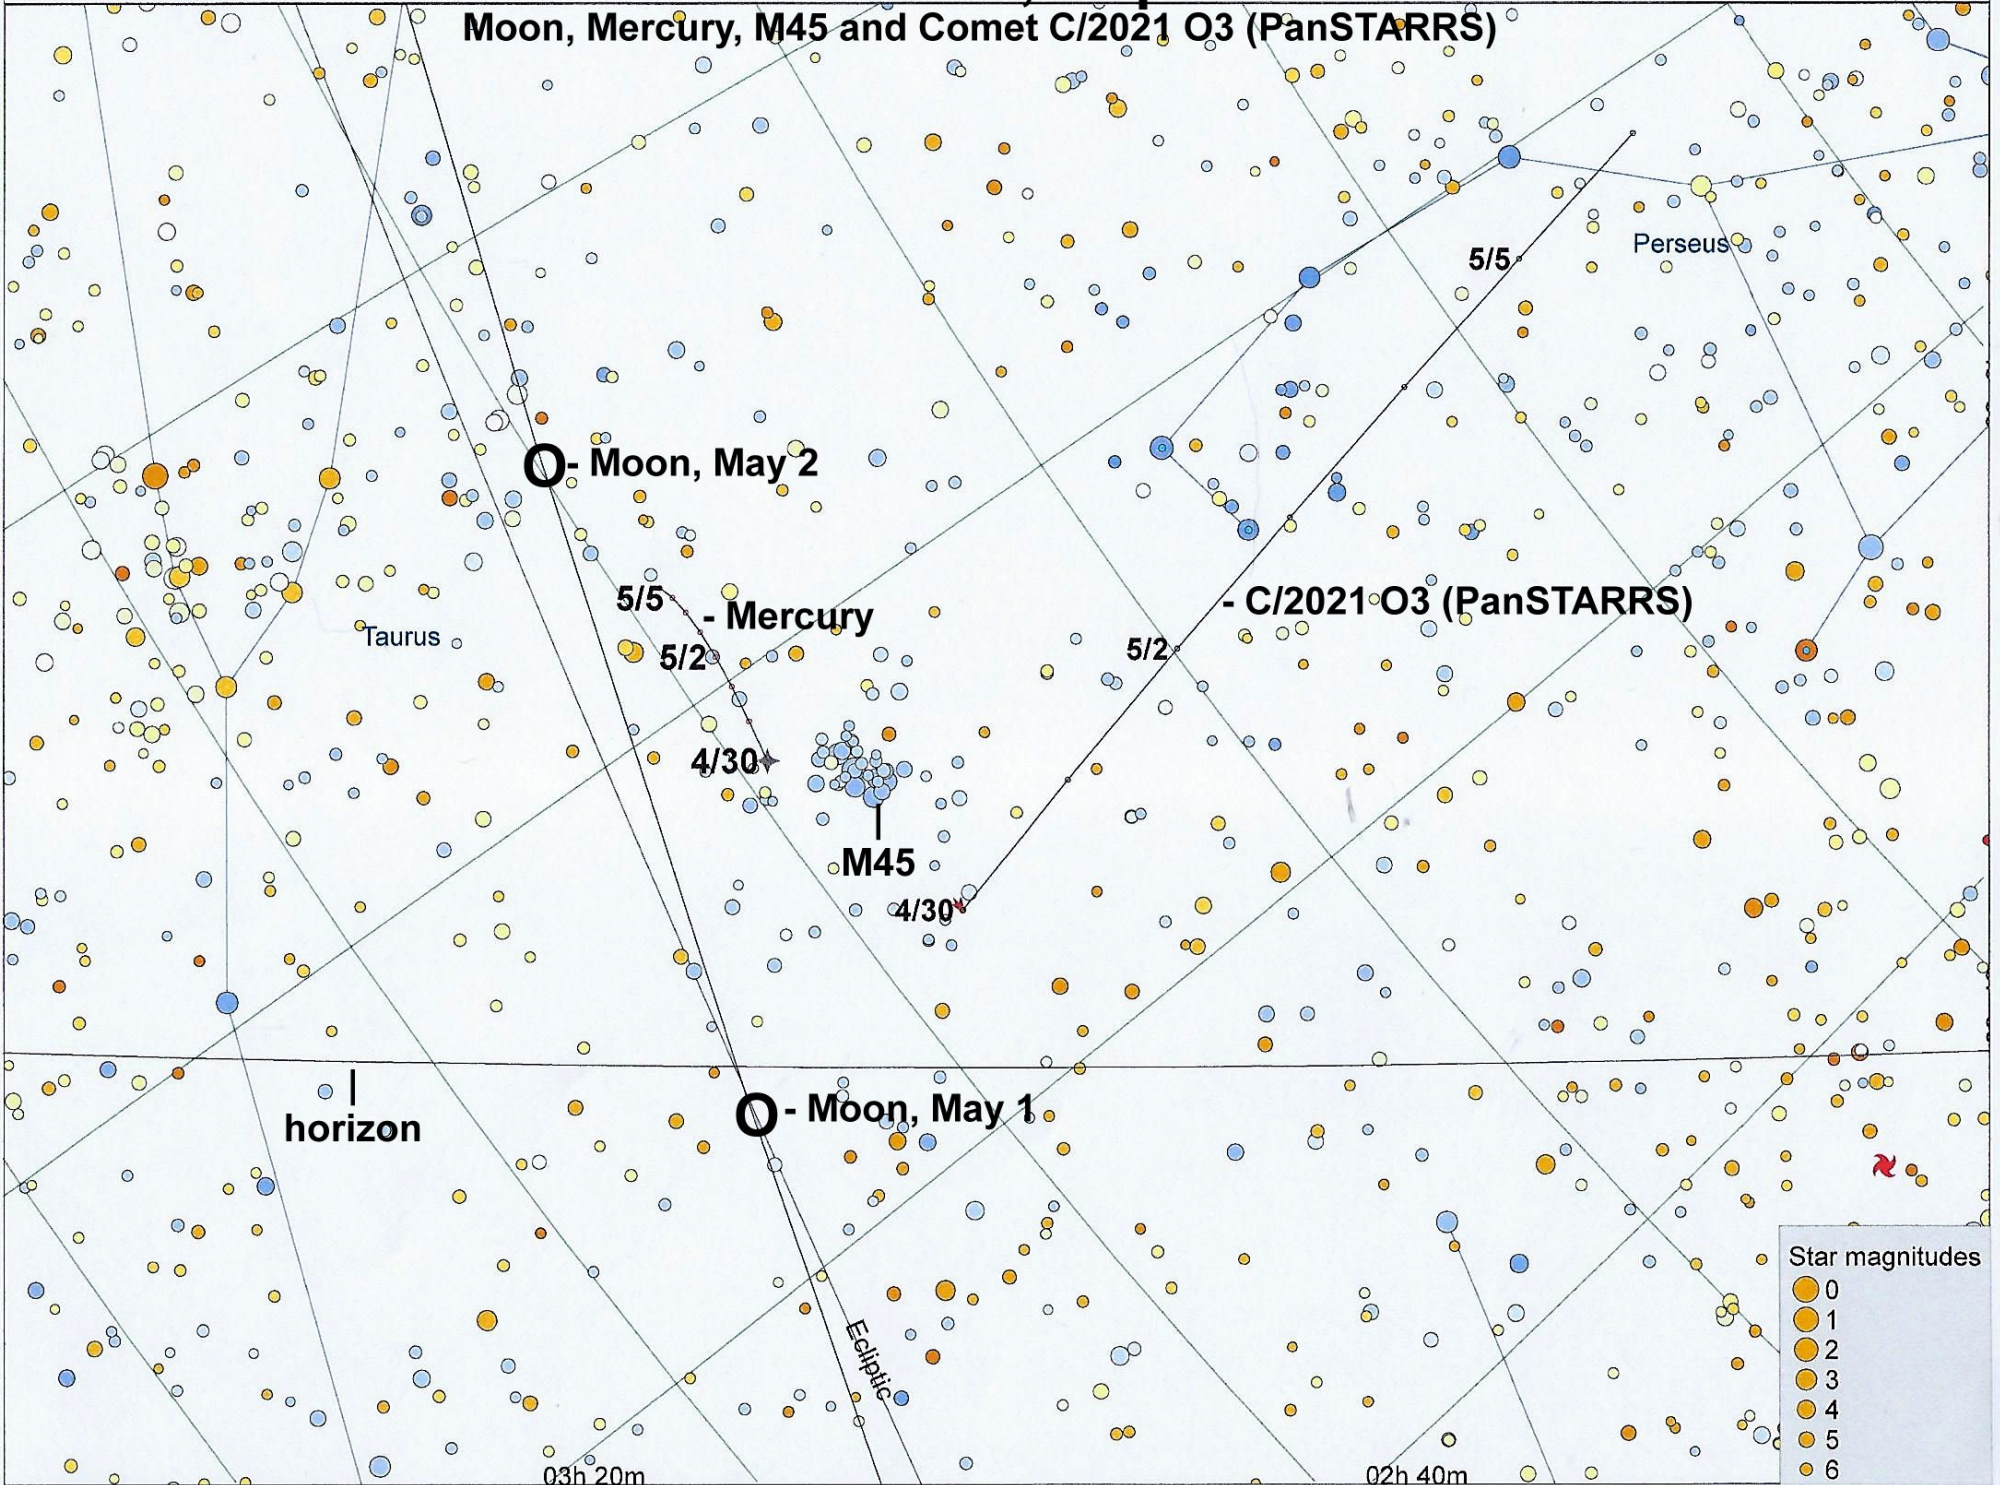 Moon, Mercury, M45 and Comet C/2021 O3 (PanSTARRS)
Perseus
5/5
- Moon, May 2
5/5
- Mercury
- C/2021 O3 (PanSTARRS)
Taurus
5/2
5/2
4/30
M45
4/30
horizon
- Moon, May 1
Ecliptic
Star magnitudes
0
1
2
3
4
5
6
03h 20m
02h 40m